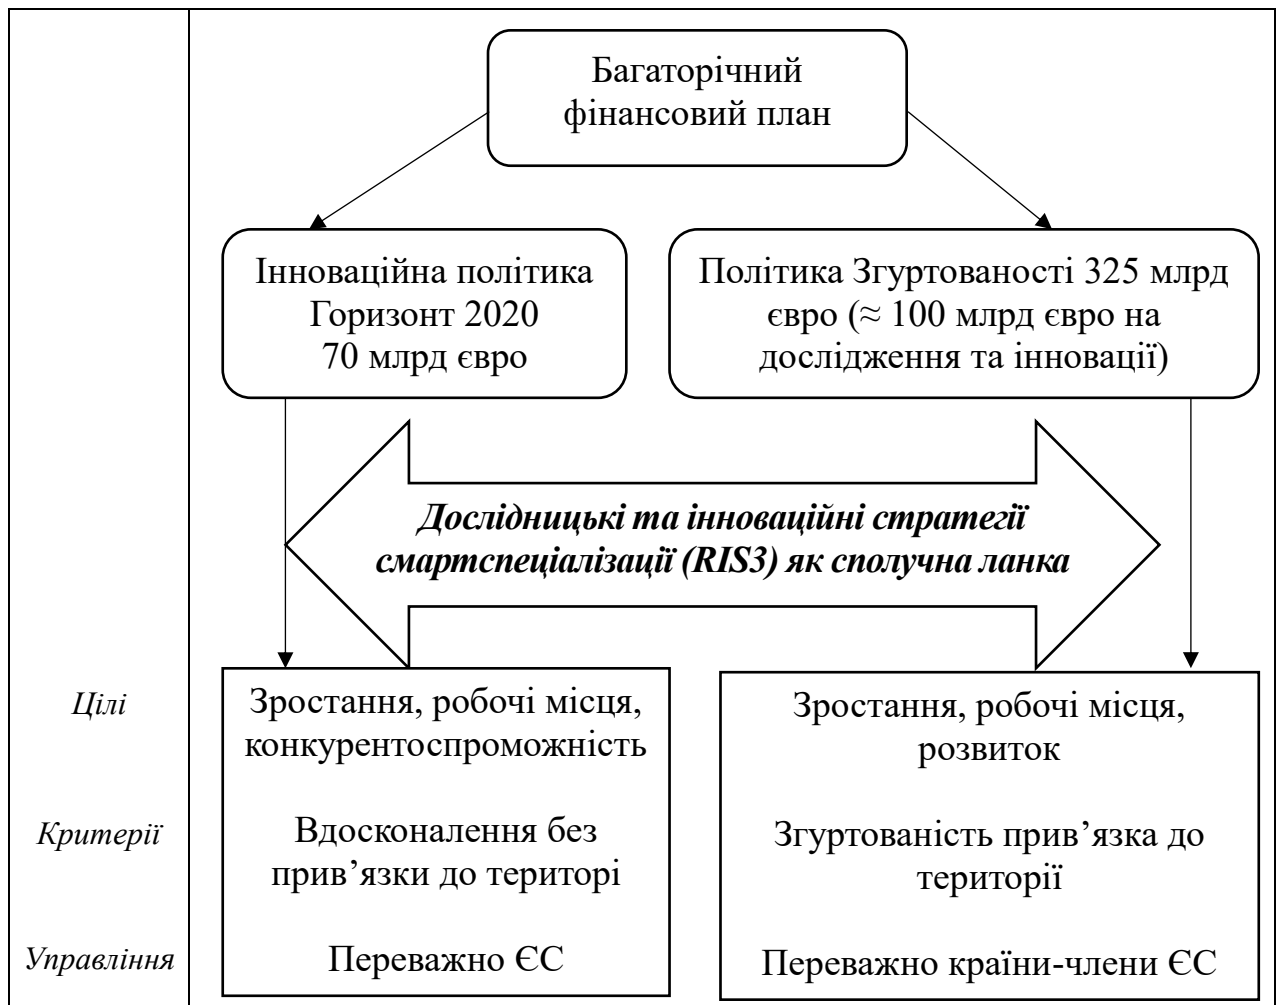 Багаторічний
фінансовий план
Інноваційна політика
Горизонт 2020
70 млрд євро
Політика Згуртованості 325 млрд
євро (≈ 100 млрд євро на
дослідження та інновації)
Дослідницькі та інноваційні стратегії
смартспеціалізації (RIS3) як сполучна ланка
Цілі
Зростання, робочі місця,
конкурентоспроможність
Зростання, робочі місця,
розвиток
Критерії
Вдосконалення без
прив’язки до територі
Згуртованість прив’язка до
території
Управління
Переважно ЄС
Переважно країни-члени ЄС